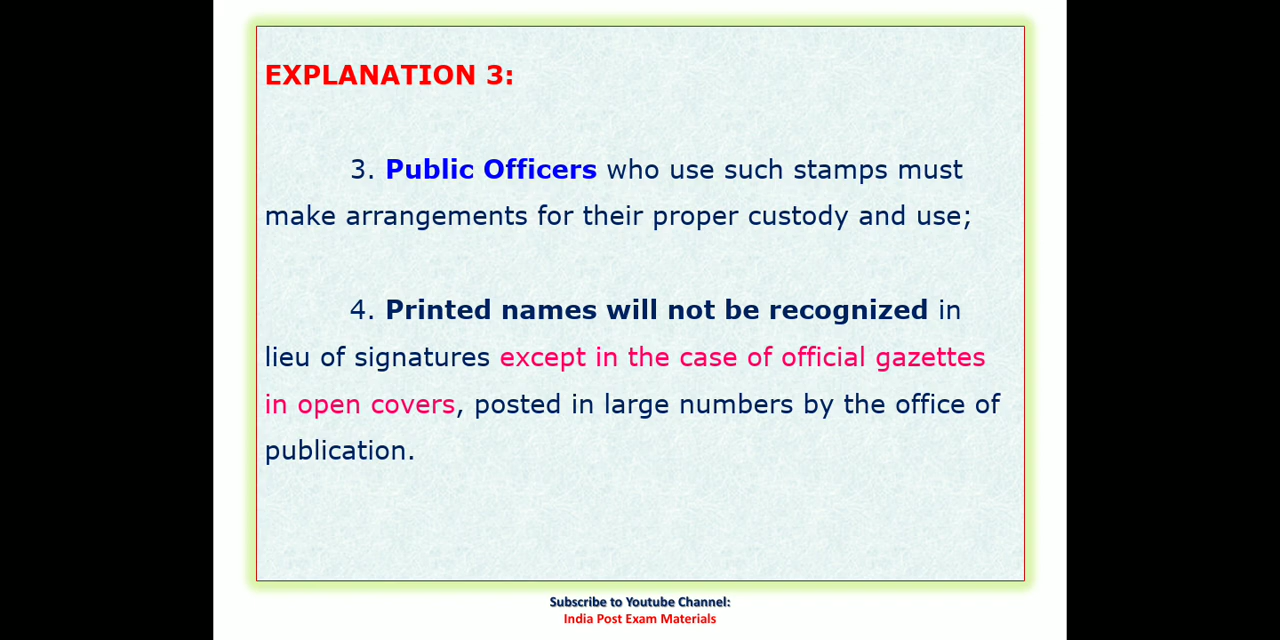 EXPLANATION 3:
3. Public Officers who use such stamps must
make arrangements for their proper custody and use;
4. Printed names will not be recognized in
lieu of signatures except in the case of official gazettes
in open covers, posted in large numbers by the office of
publication.
Subscribe to Youtube Channel:
India Post Exam Materials